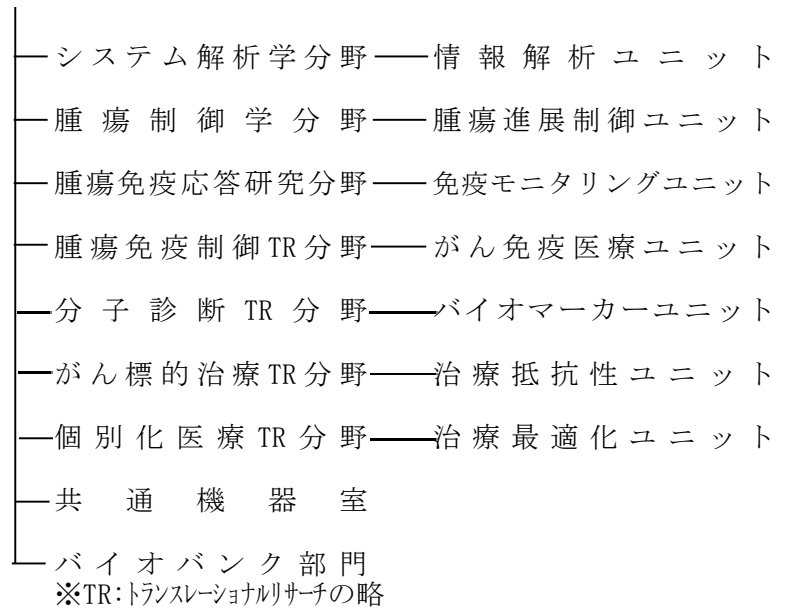 システム解析学分野 情報解析ユニット
腫瘍制御学分野 腫瘍進展制御ユニット
腫瘍免疫応答研究分野 免疫モニタリングユニット
腫瘍免疫制御TR分野 がん免疫医療ユニット
分子診断TR分野 バイオマーカーユニット
がん標的治療TR分野 治療抵抗性ユニット
個別化医療TR分野 治療最適化ユニット
共通機器室
バイオバンク部門
※TR:トランスレーショナルリサーチの略